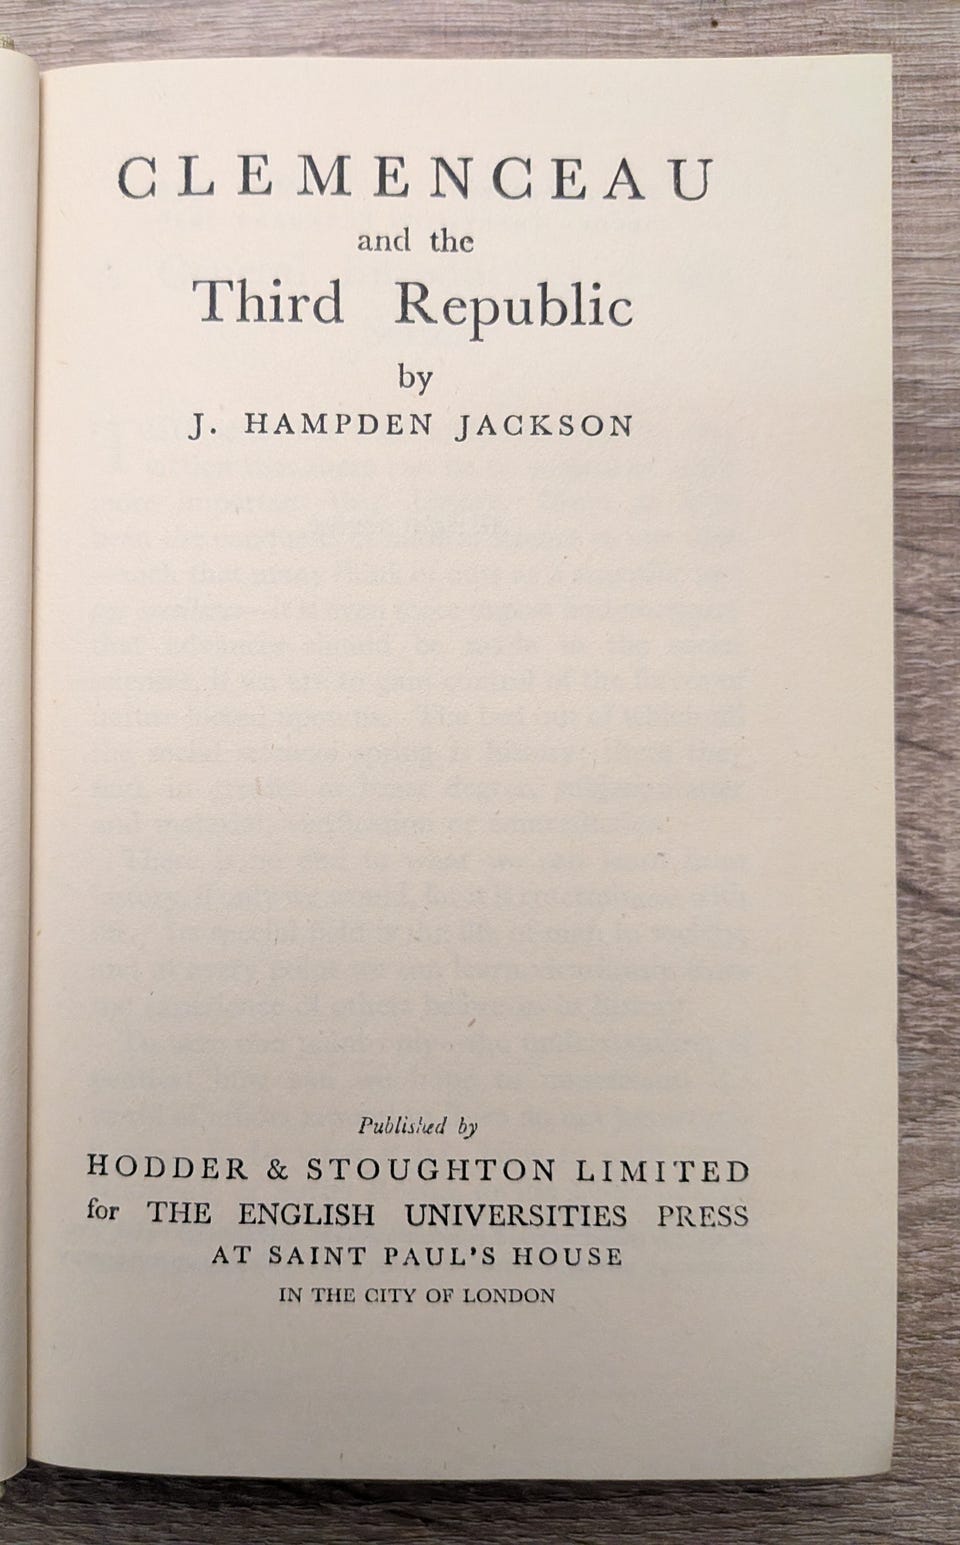 CLEMENCEAU
and the
Third Republic
by
J. HAMPDEN JACKSON
Published by
HODDER & STOUGHTON LIMITED
for THE ENGLISH UNIVERSITIES PRESS
AT SAINT PAUL'S HOUSE
IN THE CITY OF LONDON